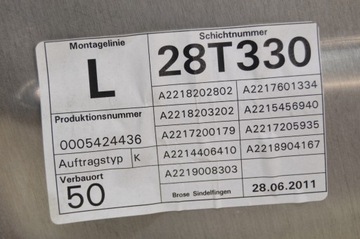 Montagelinie
L
Schichtnummer
28T330
Produktionsnummer
0005424436
Auftragstyp K
Verbauort
50
A2218202802 A2217601334
A2218203202 A2215456940
A2217200179 A2217205935
A2214406410 A2218904167
A2219008303
Brose Sindelfingen 28.06.2011